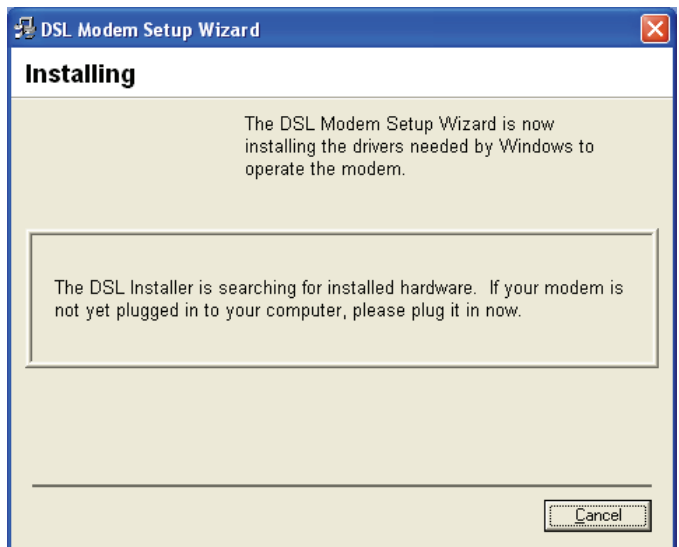 DSL Modem Setup Wizard
Installing
The DSL Modem Setup Wizard is now
installing the drivers needed by Windows to
operate the modem.
The DSL Installer is searching for installed hardware.  If your modem is
not yet plugged in to your computer, please plug it in now.
Cancel